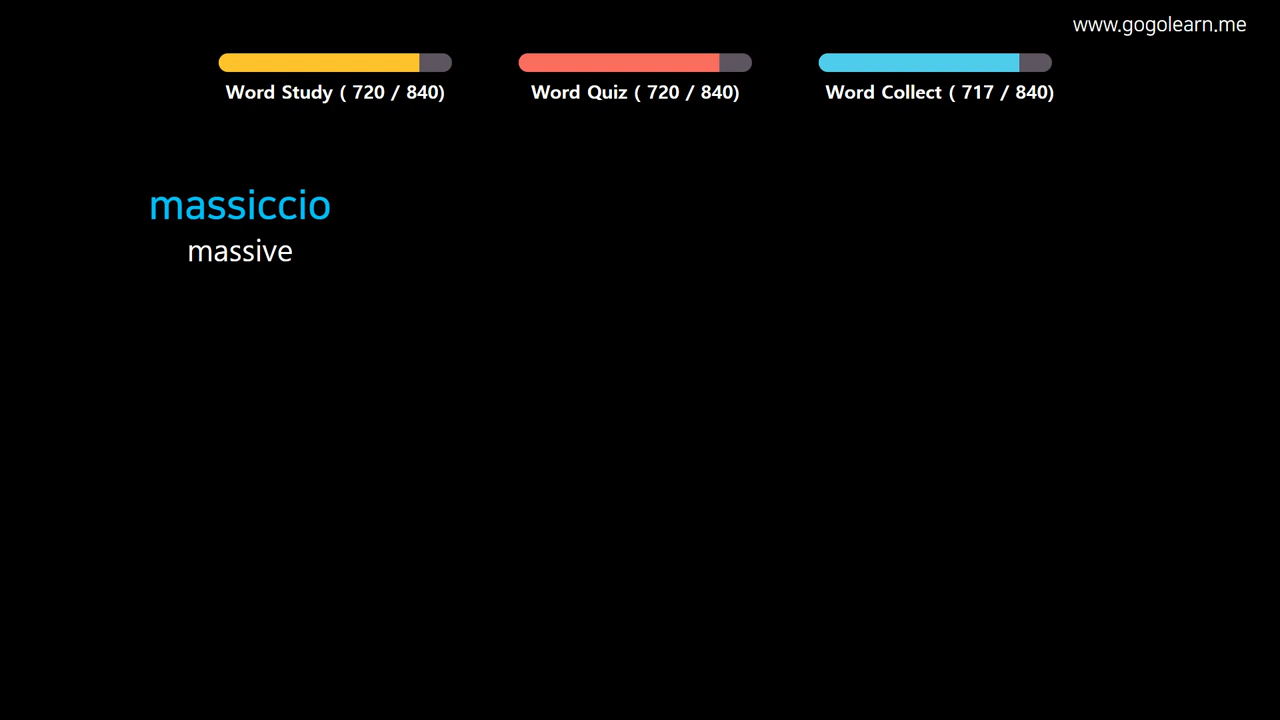 www.gogolearn.me
Word Study ( 720 / 840)
Word Quiz ( 720 / 840)
Word Collect ( 717 / 840)
massiccio
massive